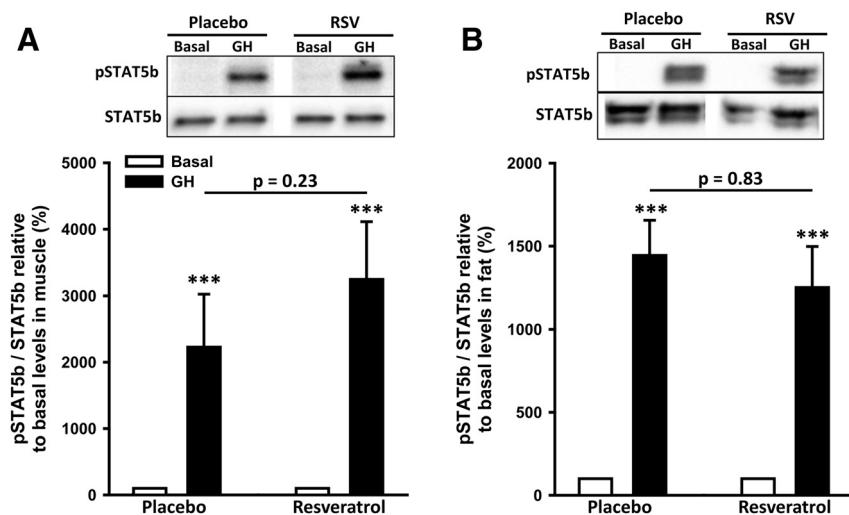 A
Placebo RSV
Basal GH Basal GH
pSTAT5b
STAT5b
5000
4000
3000
2000
1000
0
pSTAT5b / STAT5b relative
to basal levels in muscle (%)
Basal
GH
p = 0.23
***
***
Placebo Resveratrol
B
Placebo RSV
Basal GH Basal GH
pSTAT5b
STAT5b
2000
1500
1000
500
0
pSTAT5b / STAT5b relative
to basal levels in fat (%)
p = 0.83
***
***
Placebo Resveratrol